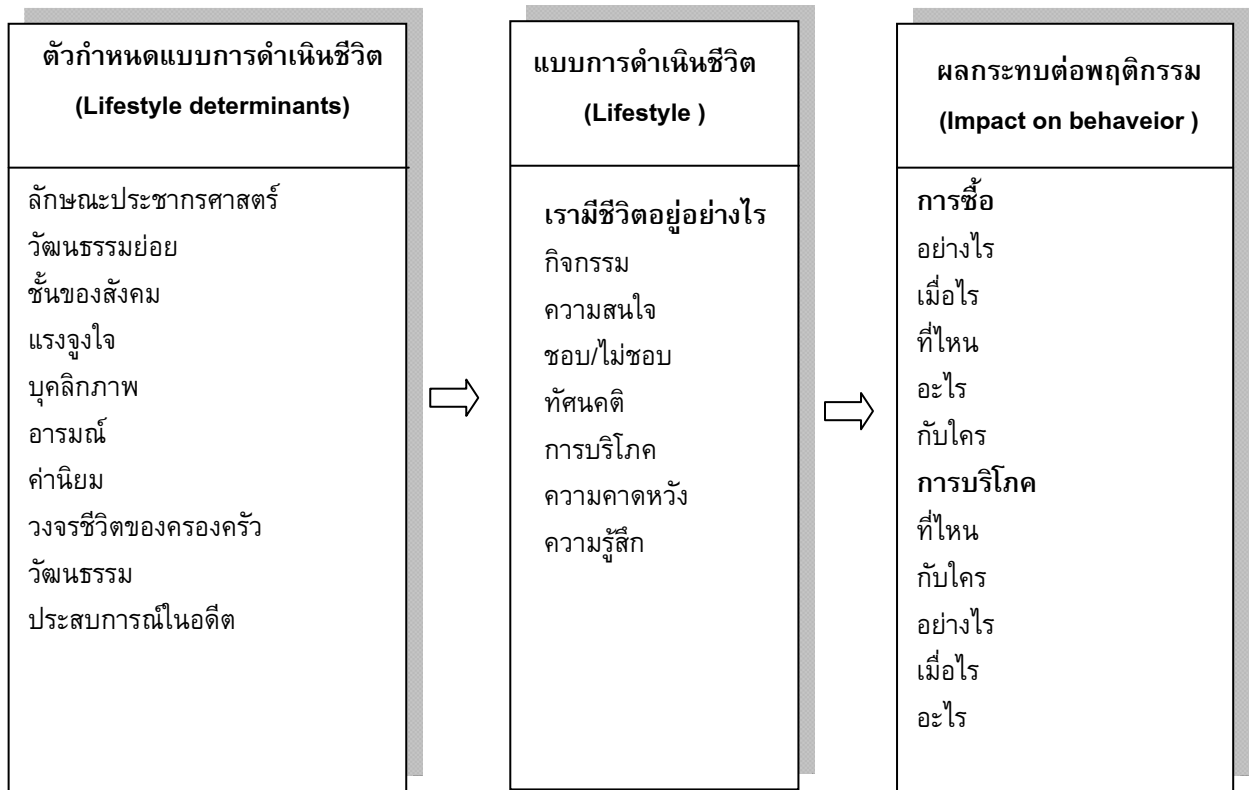 ตัวกำหนดแบบการดำเนินชีวิต
(Lifestyle determinants)
ลักษณะประชากรศาสตร์
วัฒนธรรมย่อย
ชั้นของสังคม
แรงจูงใจ
บุคลิกภาพ
อารมณ์
ค่านิยม
วงจรชีวิตของครองครัว
วัฒนธรรม
ประสบการณ์ในอดีต
แบบการดำเนินชีวิต
(Lifestyle )
เรามีชีวิตอยู่อย่างไร
กิจกรรม
ความสนใจ
ชอบ/ไม่ชอบ
ทัศนคติ
การบริโภค
ความคาดหวัง
ความรู้สึก
ผลกระทบต่อพฤติกรรม
(Impact on behaveior )
การซื้อ
อย่างไร
เมื่อไร
ที่ไหน
อะไร
กับใคร
การบริโภค
ที่ไหน
กับใคร
อย่างไร
เมื่อไร
อะไร